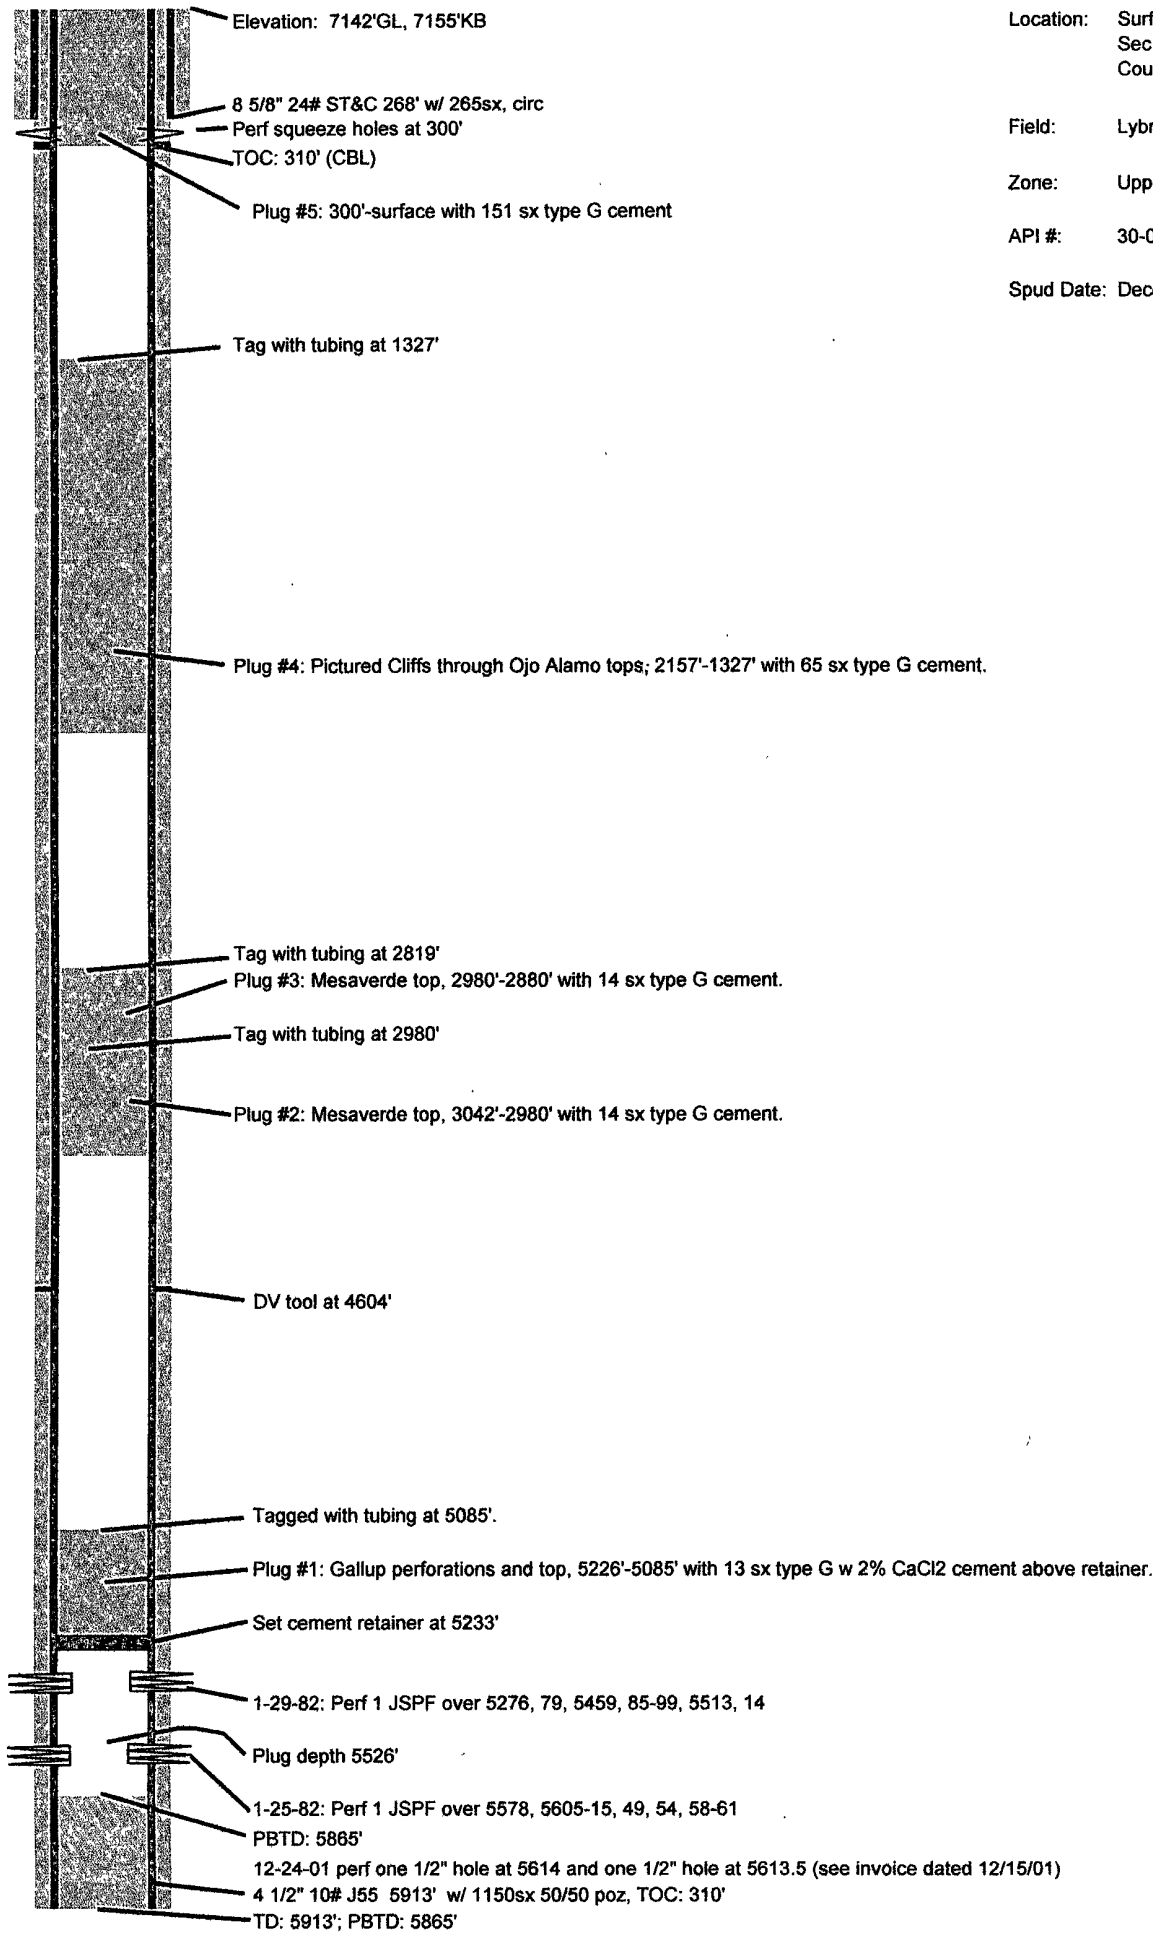 Elevation: 7142'GL, 7155'KB
8 5/8" 24# ST&C 268' w/ 265sx, circ
Perf squeeze holes at 300'
TOC: 310' (CBL)
Plug #5: 300'-surface with 151 sx type G cement
Location: Surf
Sec
Cou
Field: Lybr
Zone: Upp
API #: 30-0
Spud Date: Dec
Tag with tubing at 1327'
Plug #4: Pictured Cliffs through Ojo Alamo tops; 2157'-1327' with 65 sx type G cement.
Tag with tubing at 2819'
Plug #3: Mesaverde top, 2980'-2880' with 14 sx type G cement.
Tag with tubing at 2980'
Plug #2: Mesaverde top, 3042'-2980' with 14 sx type G cement.
DV tool at 4604'
Tagged with tubing at 5085'.
Plug #1: Gallup perforations and top, 5226'-5085' with 13 sx type G w 2% CaCl2 cement above retainer.
Set cement retainer at 5233'
1-29-82: Perf 1 JSPF over 5276, 79, 5459, 85-99, 5513, 14
Plug depth 5526'
1-25-82: Perf 1 JSPF over 5578, 5605-15, 49, 54, 58-61
PBTD: 5865'
12-24-01 perf one 1/2" hole at 5614 and one 1/2" hole at 5613.5 (see invoice dated 12/15/01)
4 1/2" 10# J55 5913' w/ 1150sx 50/50 poz, TOC: 310'
TD: 5913'; PBTD: 5865'